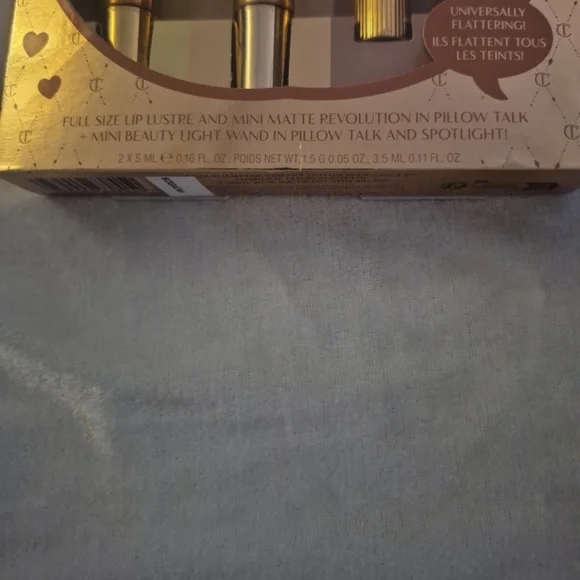 UNIVERSALLY
FLATTERING!
ILS FLATTENT TOUS
LES TEINTS!
FULL SIZE LIP LUSTRE AND MINI MATTE REVOLUTION IN PILLOW TALK
+ MINI BEAUTY LIGHT WAND IN PILLOW TALK AND SPOTLIGHT!
2 X 5 ML ℮ 0.16 FL. OZ. POIDS NET WT. 1.5 G 0.05 OZ. 3.5 ML 0.11 FL. OZ.